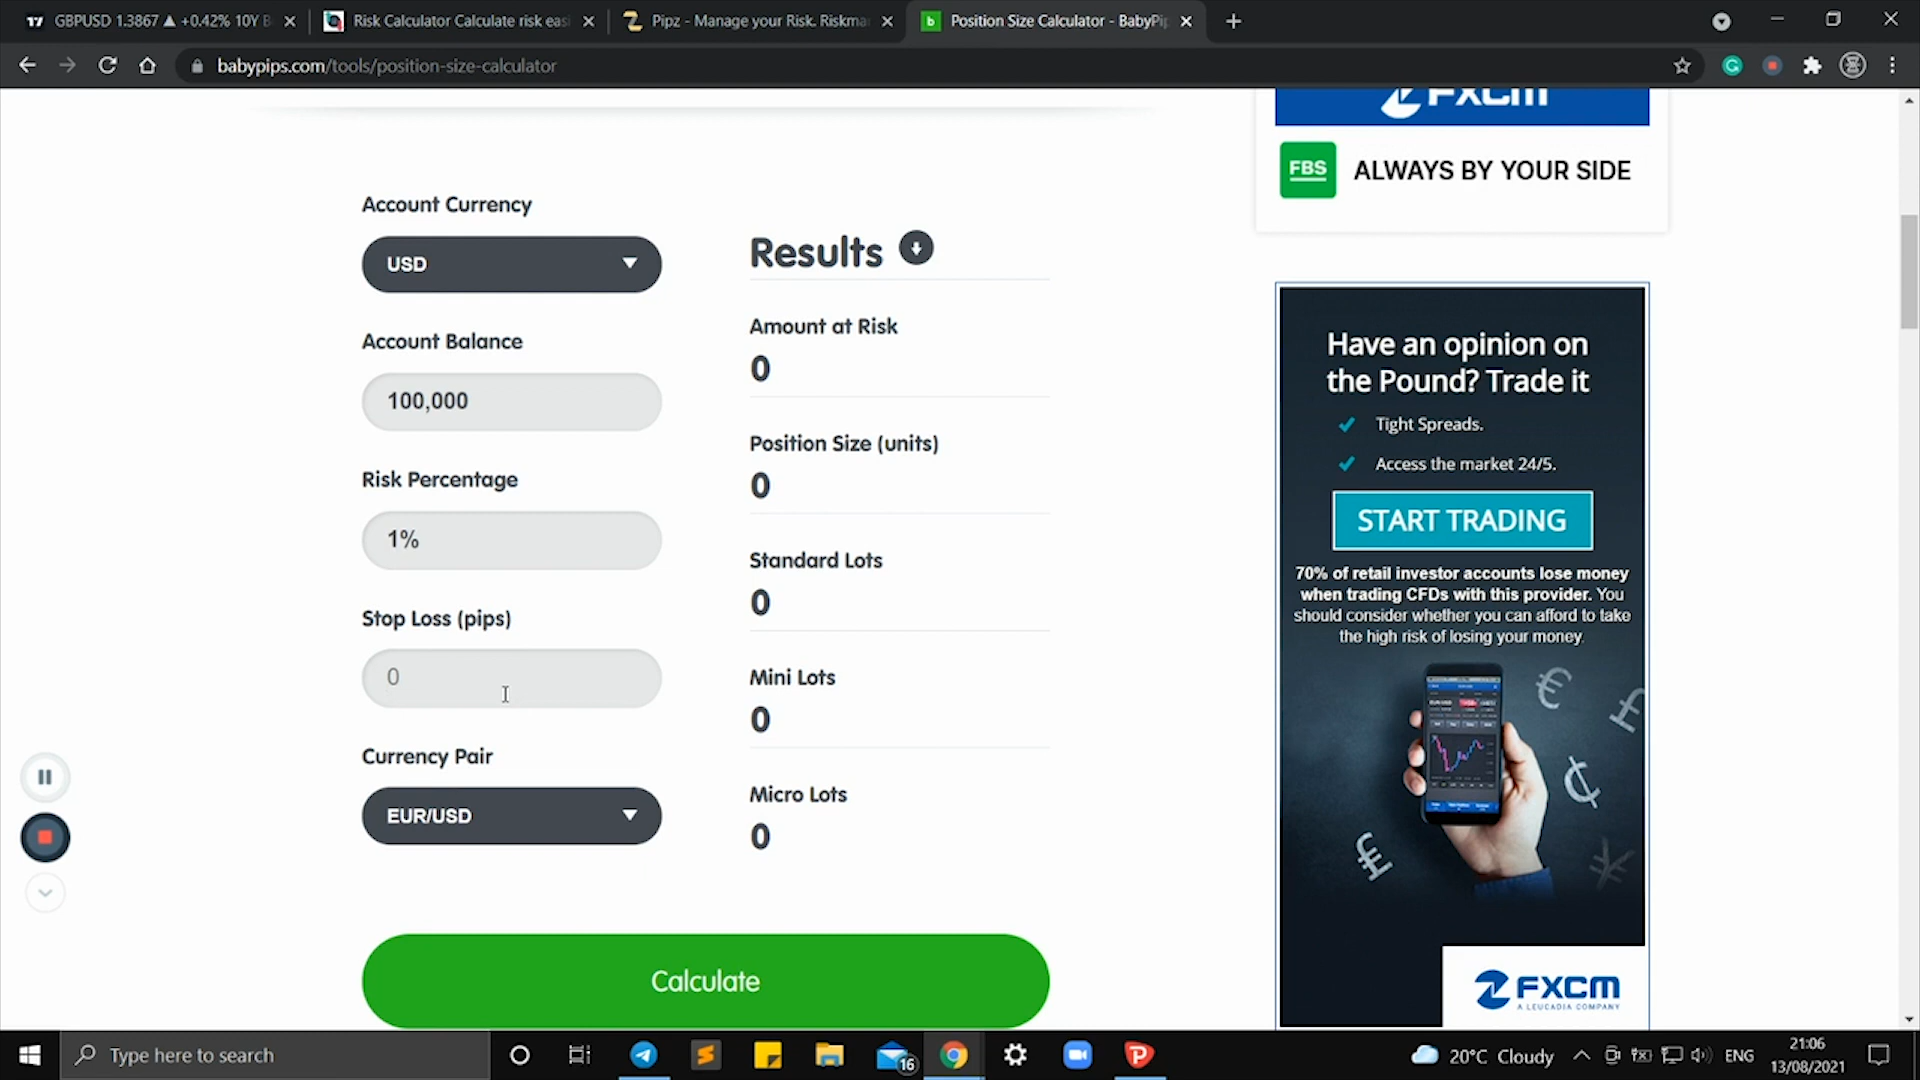 GBPUSD 1.3867 ▲ +0.42% 10Y B
Risk Calculator Calculate risk easi
Pipz - Manage your Risk. Riskman
Position Size Calculator - BabyPip
babypips.com/tools/position-size-calculator
FXCM
FBS
ALWAYS BY YOUR SIDE
Account Currency
USD
Account Balance
100,000
Risk Percentage
1%
Stop Loss (pips)
0
Currency Pair
EUR/USD
Results
Amount at Risk
0
Position Size (units)
0
Standard Lots
0
Mini Lots
0
Micro Lots
0
Calculate
Have an opinion on
the Pound? Trade it
Tight Spreads.
Access the market 24/5.
START TRADING
70% of retail investor accounts lose money
when trading CFDs with this provider. You
should consider whether you can afford to take
the high risk of losing your money.
FXCM
A LEUCADIA COMPANY
Type here to search
16
20°C Cloudy
ENG
21:06
13/08/2021